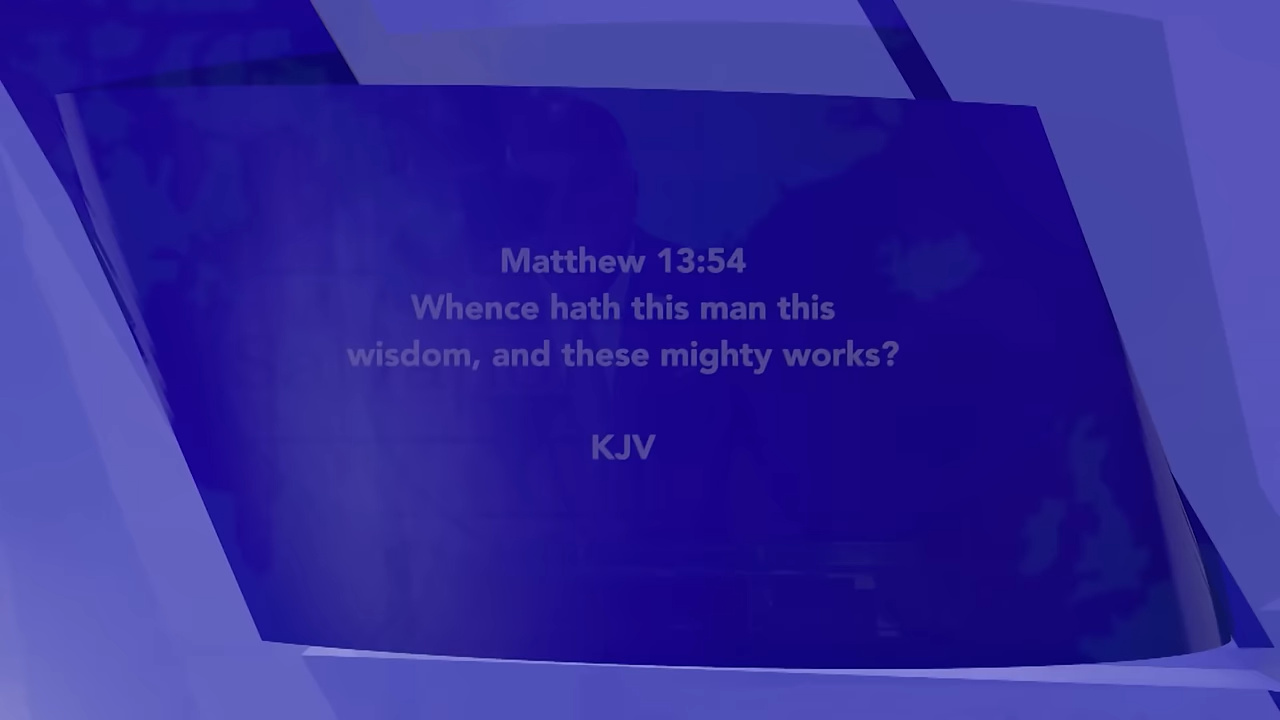 Matthew 13:54
Whence hath this man this
wisdom, and these mighty works?
KJV